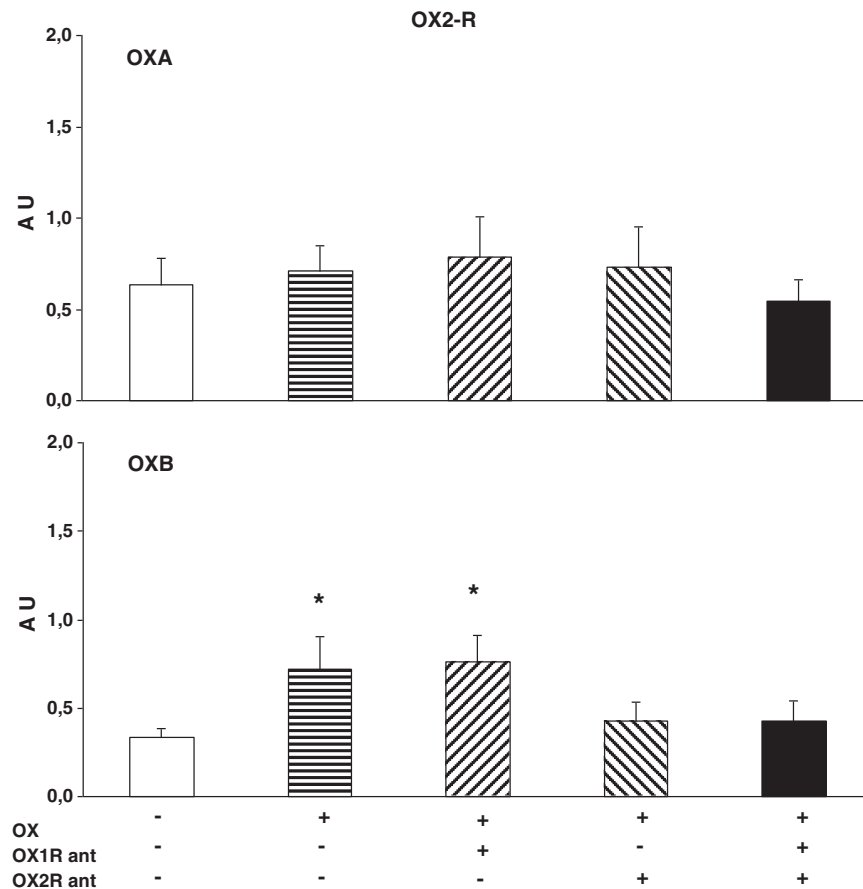 OX2-R
2,0
OXA
1,5
A U
1,0
0,5
0,0
2,0
OXB
1,5
A U
* *
1,0
0,5
0,0
OX - + + + +
OX1R ant - - + - +
OX2R ant - - - + +